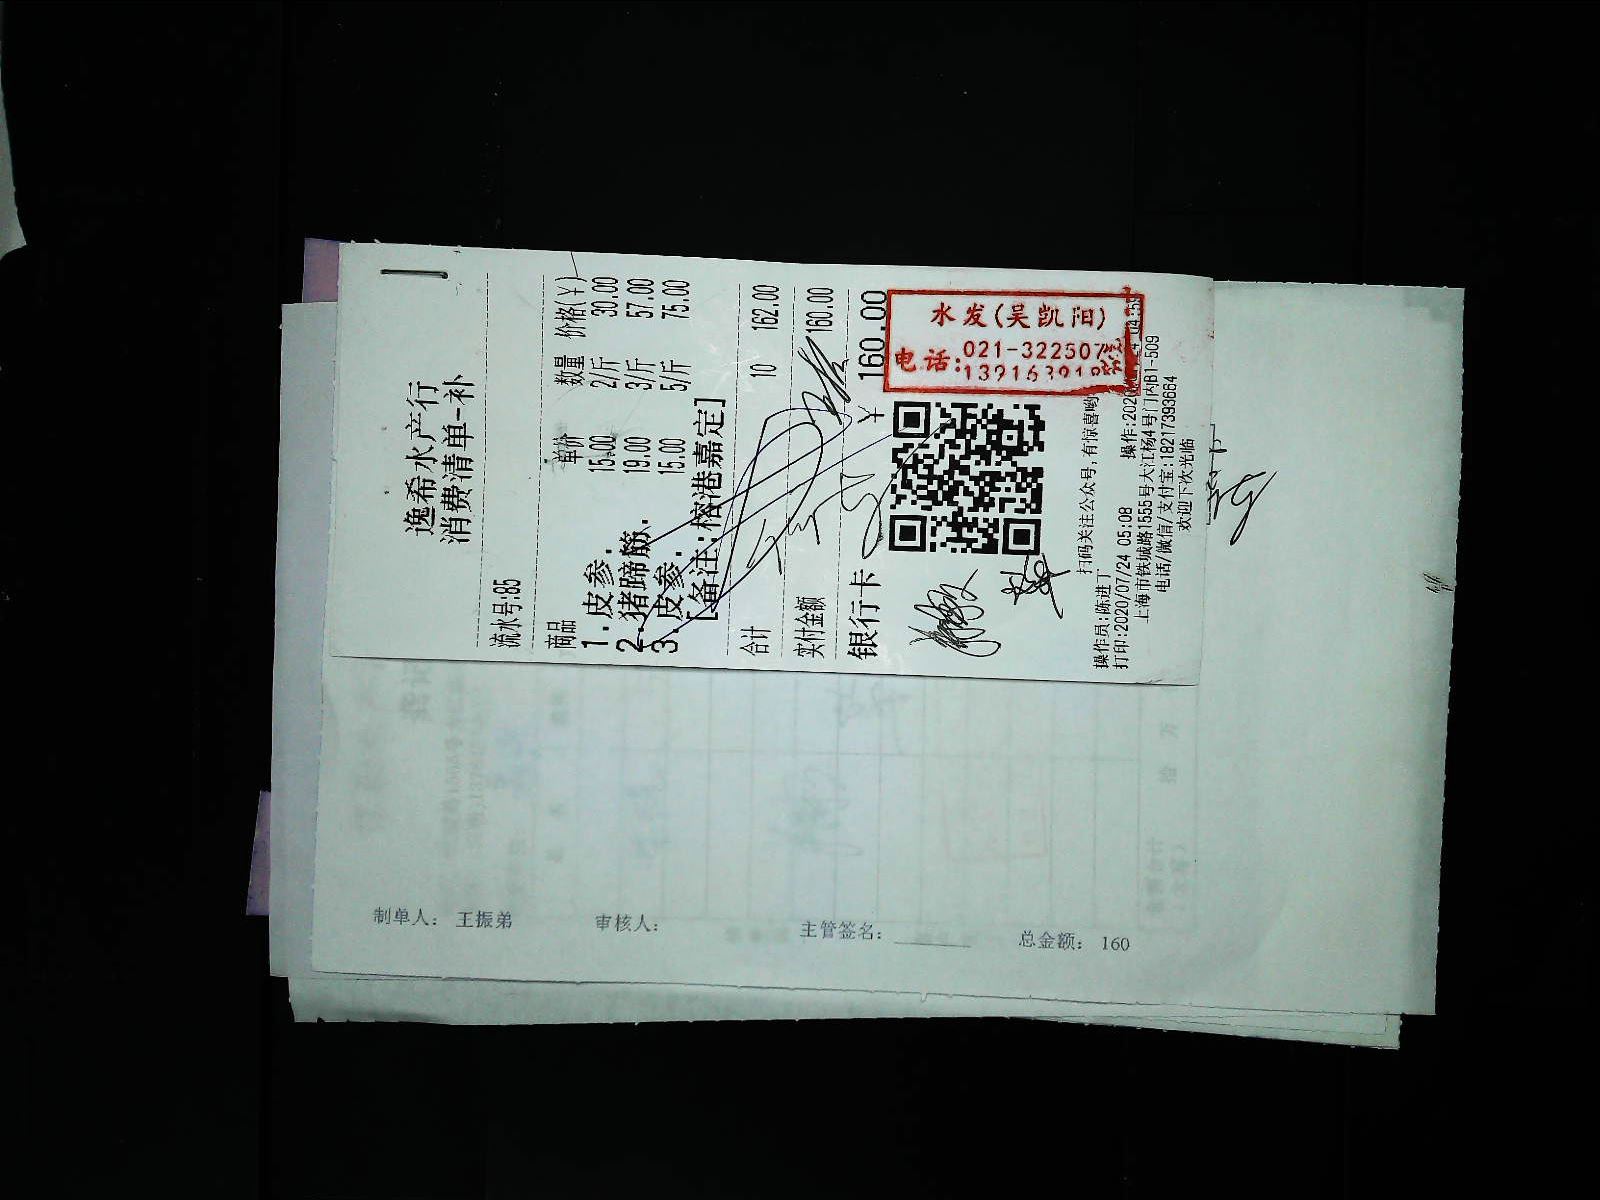 逸希水产行
消费清单-补
流水号:85
商品 单价 数量 价格(￥)
1.皮参. 15.00 2/斤 30.00
2.猪蹄筋. 19.00 3/斤 57.00
3.皮参. 15.00 5/斤 75.00
[备注:榕港嘉定]
合计 10 162.00
实付金额 160.00
银行卡 ￥ 160.00
水发(吴凯阳)
电话:021-322507
扫码关注公众号,有惊喜哟
操作员:陈进丁 操作:202
打印:2020/07/24 05:08
上海市铁城路1555号大江杨4号门内B1-509
电话/微信/支付宝:18217393664
欢迎下次光临
制单人: 王振弟 审核人: 主管签名: 总金额: 160